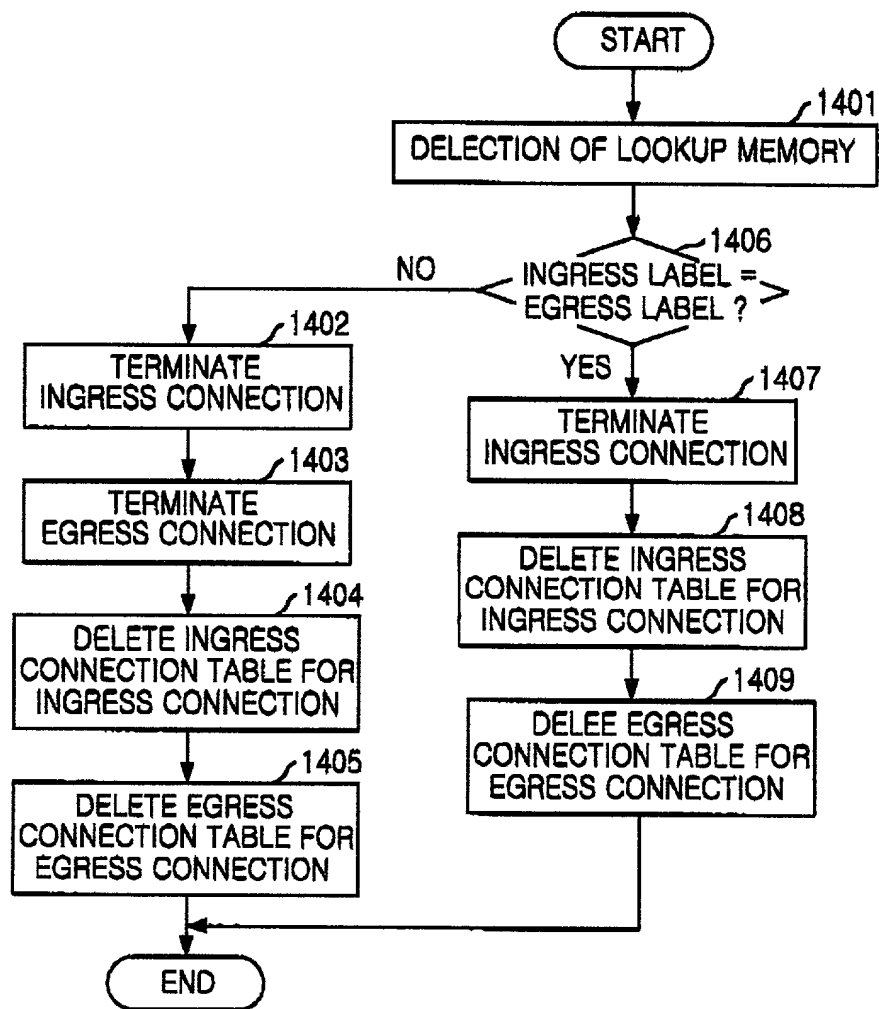 START
1401
DELECTION OF LOOKUP MEMORY
1406
INGRESS LABEL =
EGRESS LABEL ?
NO
YES
1402
TERMINATE
INGRESS CONNECTION
1403
TERMINATE
EGRESS CONNECTION
1404
DELETE INGRESS
CONNECTION TABLE FOR
INGRESS CONNECTION
1405
DELETE EGRESS
CONNECTION TABLE FOR
EGRESS CONNECTION
1407
TERMINATE
INGRESS CONNECTION
1408
DELETE INGRESS
CONNECTION TABLE FOR
INGRESS CONNECTION
1409
DELEE EGRESS
CONNECTION TABLE FOR
EGRESS CONNECTION
END